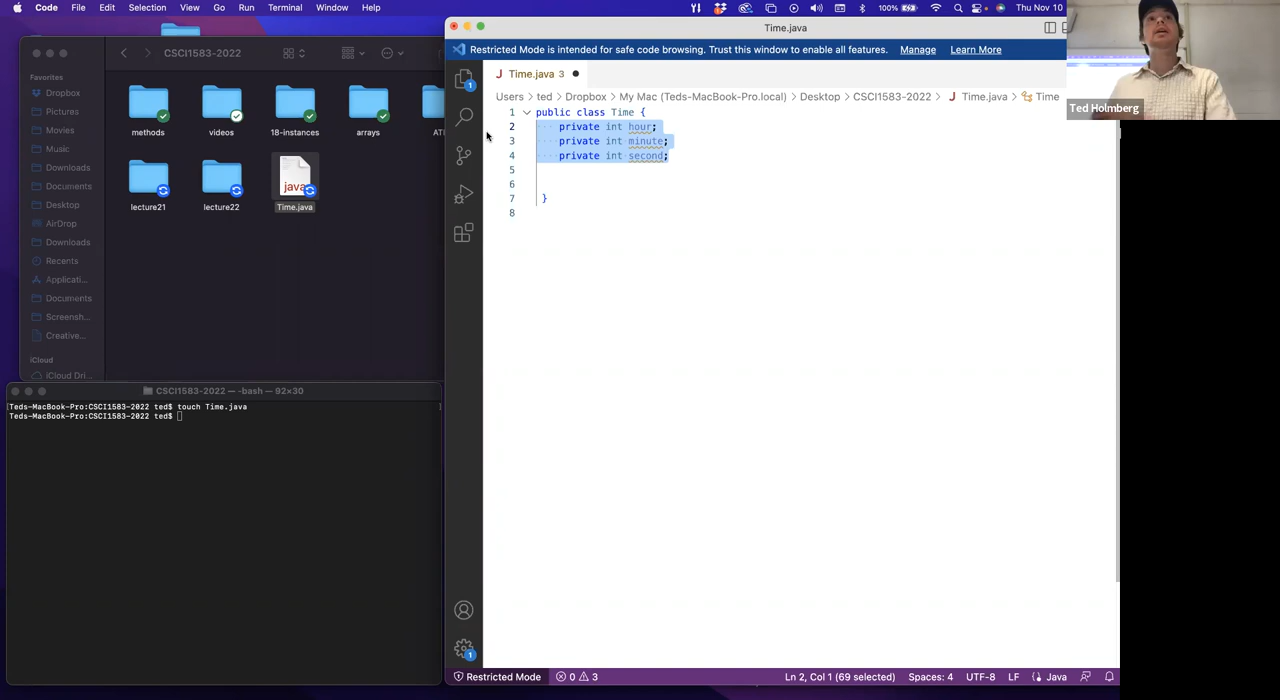 Code File Edit Selection View Go Run Terminal Window Help
100% Thu Nov 10
CSCI1583-2022
Favorites
Dropbox
Pictures
Movies
Music
Downloads
Documents
Desktop
AirDrop
Downloads
Recents
Applicati...
Documents
Screensh...
Creative...
iCloud
iCloud Dri...
methods
videos
18-instances
arrays
lecture21
lecture22
java
Time.java
CSCI1583-2022 — -bash — 92×30
Teds-MacBook-Pro:CSCI1583-2022 ted$ touch Time.java
Teds-MacBook-Pro:CSCI1583-2022 ted$
Time.java
Restricted Mode is intended for safe code browsing. Trust this window to enable all features. Manage Learn More
1
J Time.java 3
Users > ted > Dropbox > My Mac (Teds-MacBook-Pro.local) > Desktop > CSCI1583-2022 > J Time.java > Time
1 public class Time {
2 private int hour;
3 private int minute;
4 private int second;
5
6
7 }
8
1
Restricted Mode 0 3 Ln 2, Col 1 (69 selected) Spaces: 4 UTF-8 LF Java
Ted Holmberg